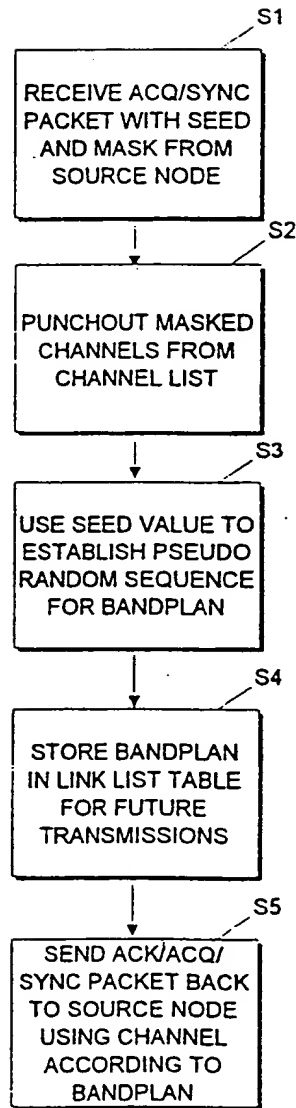 S1
RECEIVE ACQ/SYNC
PACKET WITH SEED
AND MASK FROM
SOURCE NODE
S2
PUNCHOUT MASKED
CHANNELS FROM
CHANNEL LIST
S3
USE SEED VALUE TO
ESTABLISH PSEUDO
RANDOM SEQUENCE
FOR BANDPLAN
S4
STORE BANDPLAN
IN LINK LIST TABLE
FOR FUTURE
TRANSMISSIONS
S5
SEND ACK/ACQ/
SYNC PACKET BACK
TO SOURCE NODE
USING CHANNEL
ACCORDING TO
BANDPLAN